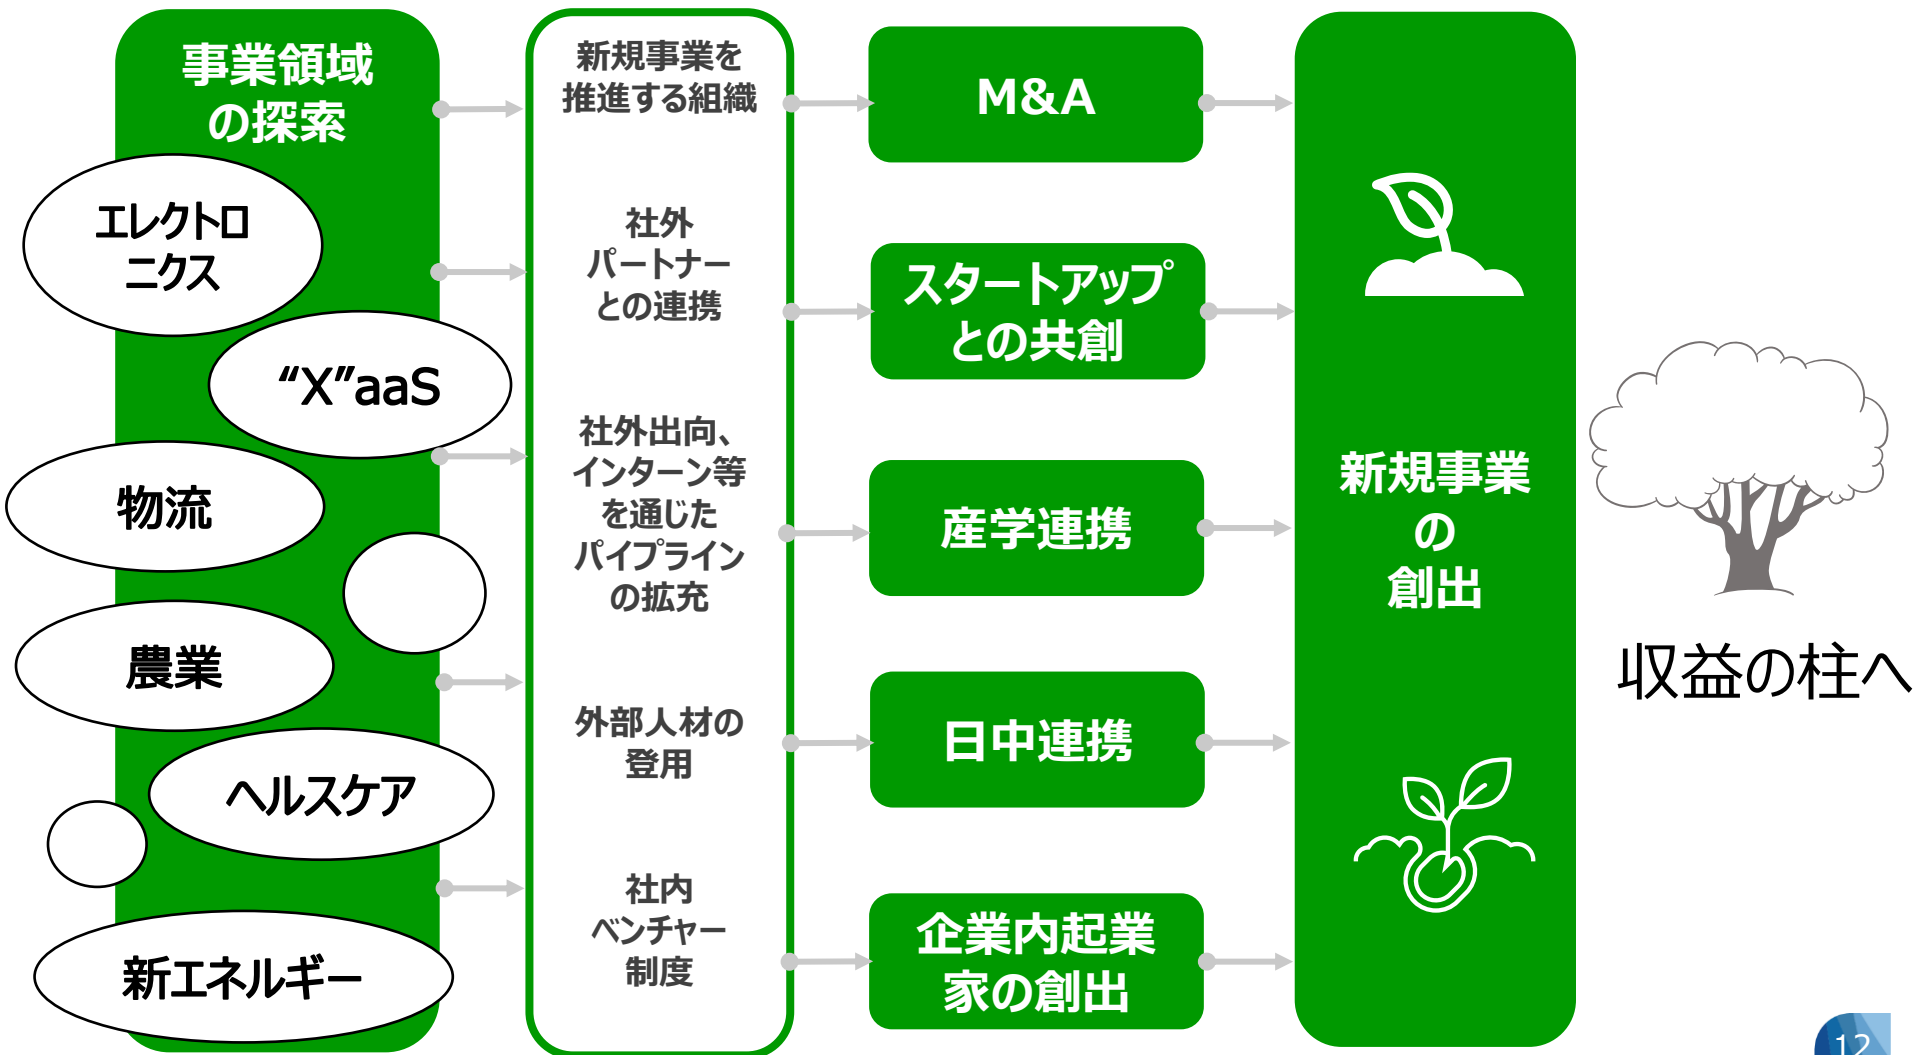 事業領域
の探索
エレクトロ
ニクス
“X”aaS
物流
農業
ヘルスケア
新エネルギー
新規事業を
推進する組織
社外
パートナー
との連携
社外出向、
インターン等
を通じた
パイプライン
の拡充
外部人材の
登用
社内
ベンチャー
制度
M&A
スタートアップ
との共創
産学連携
日中連携
企業内起業
家の創出
新規事業
の
創出
収益の柱へ
12